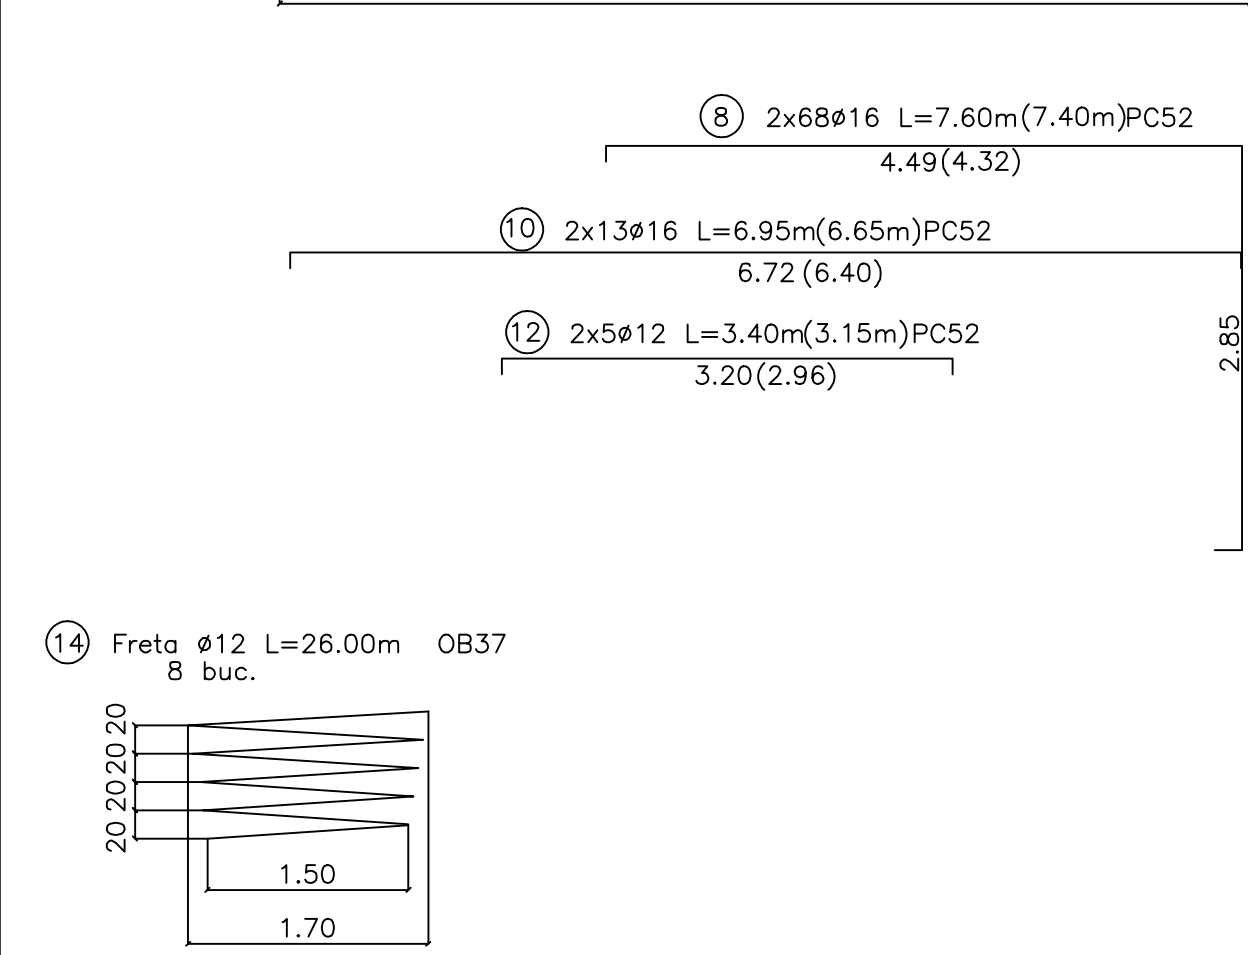 8 2x68ø16 L=7.60m(7.40m)PC52
4.49(4.32)
10 2x13ø16 L=6.95m(6.65m)PC52
6.72 (6.40)
12 2x5ø12 L=3.40m(3.15m)PC52
3.20(2.96)
2.85
14 Freta ø12 L=26.00m OB37
8 buc.
20
20
20
20
1.50
1.70